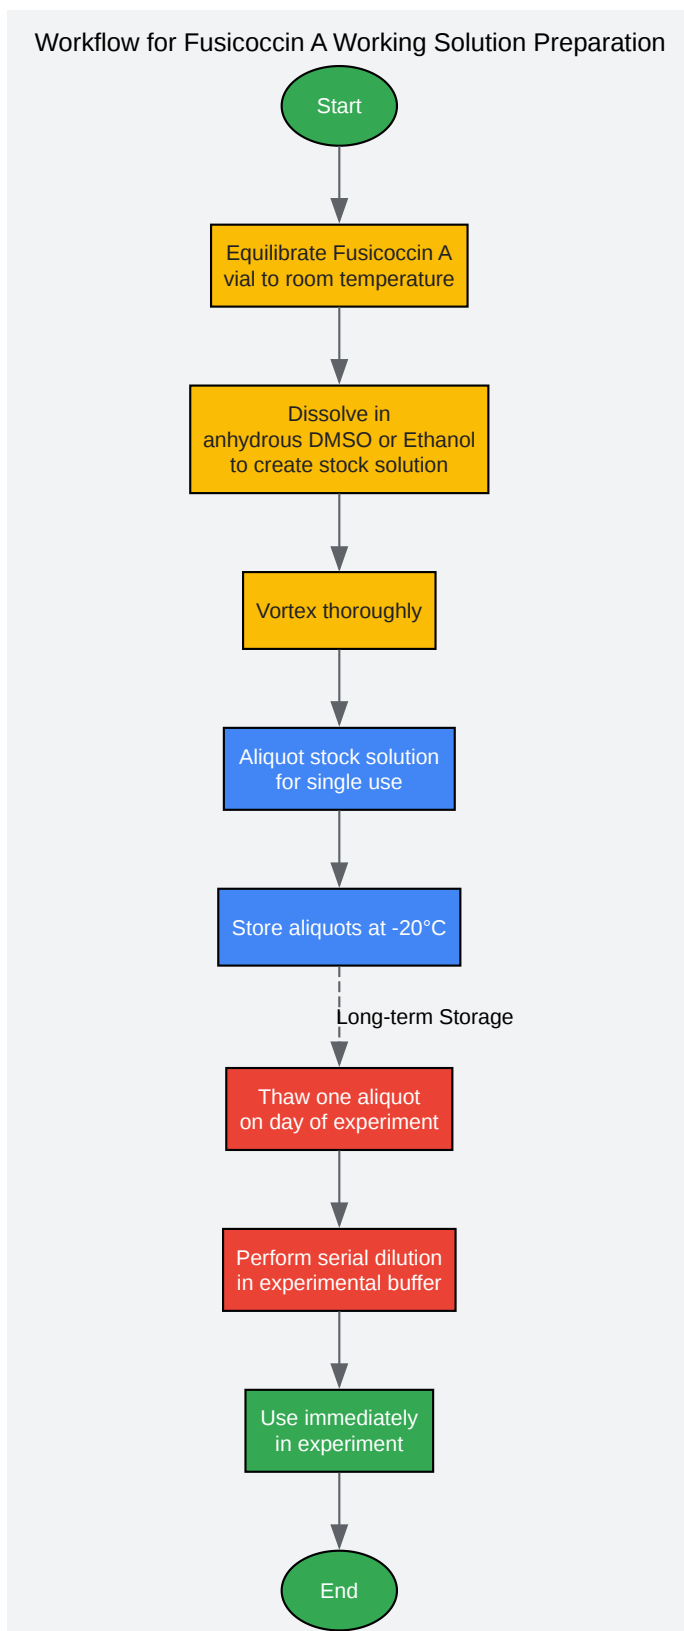 Workflow for Fusicoccin A Working Solution Preparation
Start
Equilibrate Fusicoccin A
vial to room temperature
Dissolve in
anhydrous DMSO or Ethanol
to create stock solution
Vortex thoroughly
Aliquot stock solution
for single use
Store aliquots at -20°C
Long-term Storage
Thaw one aliquot
on day of experiment
Perform serial dilution
in experimental buffer
Use immediately
in experiment
End